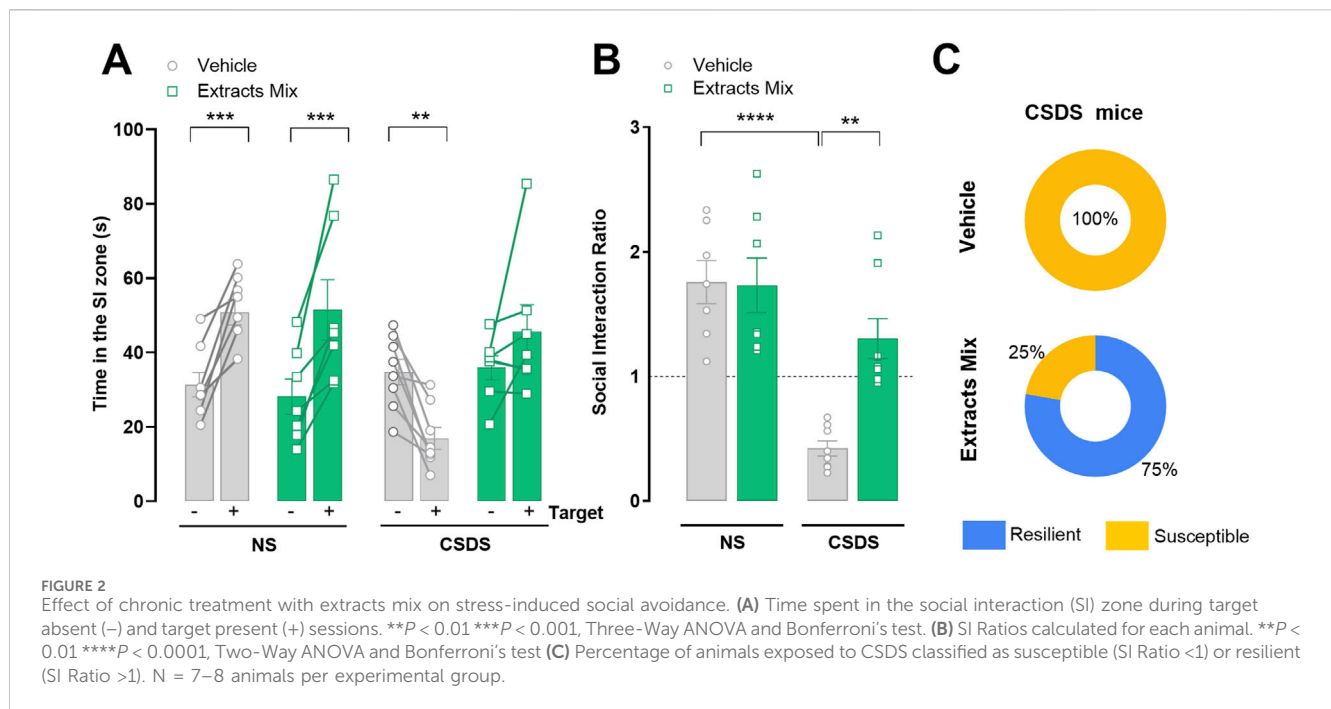 A
Vehicle
Extracts Mix
*** *** **
Time in the SI zone (s)
100
80
60
40
20
0
- + - + - + - + Target
NS CSDS
B
Vehicle
Extracts Mix
**** **
Social Interaction Ratio
3
2
1
0
NS CSDS
C
CSDS mice
Vehicle
100%
Extracts Mix
25%
75%
Resilient Susceptible
FIGURE 2
Effect of chronic treatment with extracts mix on stress-induced social avoidance. (A) Time spent in the social interaction (SI) zone during target
absent (–) and target present (+) sessions. **P < 0.01 ***P < 0.001, Three-Way ANOVA and Bonferroni's test. (B) SI Ratios calculated for each animal. **P <
0.01 ****P < 0.0001, Two-Way ANOVA and Bonferroni's test (C) Percentage of animals exposed to CSDS classified as susceptible (SI Ratio <1) or resilient
(SI Ratio >1). N = 7–8 animals per experimental group.